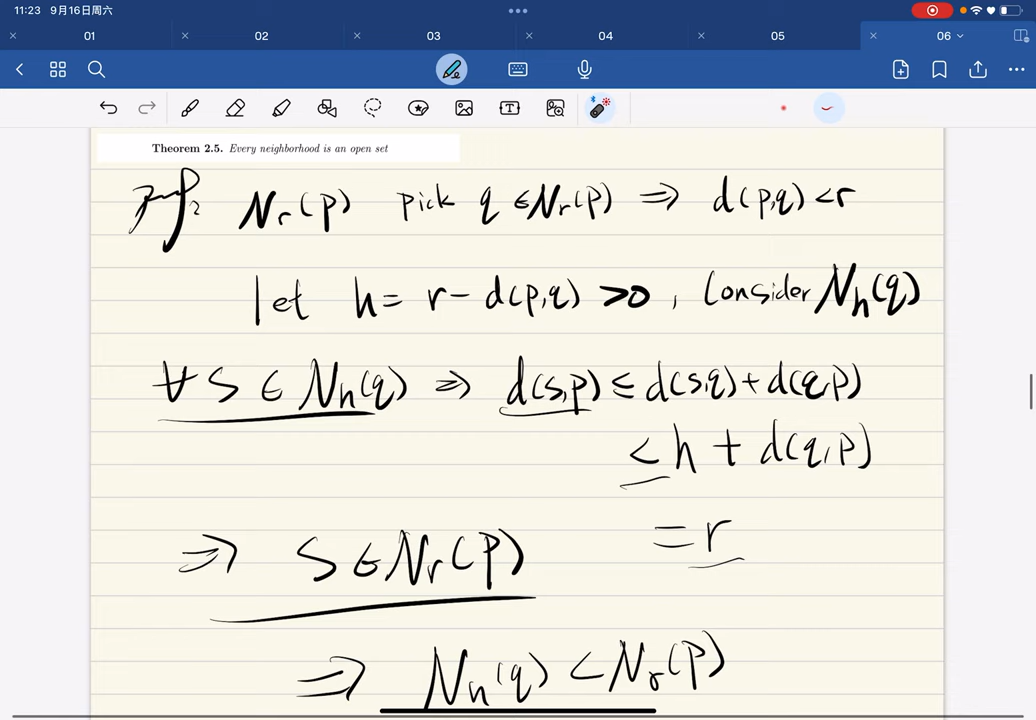 11:23 9月16日周六
01 02 03 04 05 06
Theorem 2.5. Every neighborhood is an open set
proof: Nr(p) pick q ∈ Nr(p) ⇒ d(p,q) < r
let h = r - d(p,q) > 0, Consider Nh(q)
∀ s ∈ Nh(q) ⇒ d(s,p) ≤ d(s,q) + d(q,p)
< h + d(q,p)
= r
⇒ s ∈ Nr(p)
⇒ Nh(q) ⊂ Nr(p)